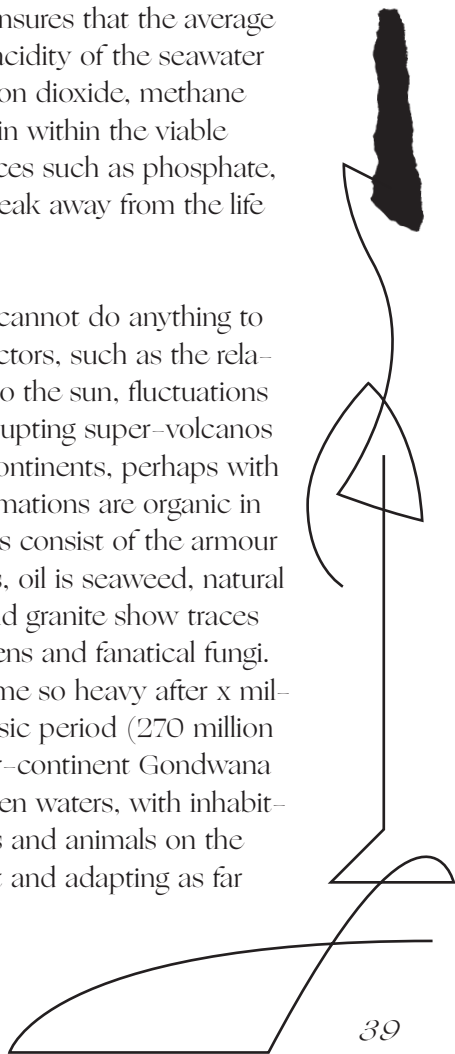 nsures that the average
acidity of the seawater
on dioxide, methane
in within the viable
ces such as phosphate,
eak away from the life
cannot do anything to
ctors, such as the rela-
o the sun, fluctuations
upting super-volcanos
ontinents, perhaps with
mations are organic in
s consist of the armour
s, oil is seaweed, natural
nd granite show traces
ens and fanatical fungi.
me so heavy after x mil-
sic period (270 million
r-continent Gondwana
en waters, with inhabit-
s and animals on the
t and adapting as far
39